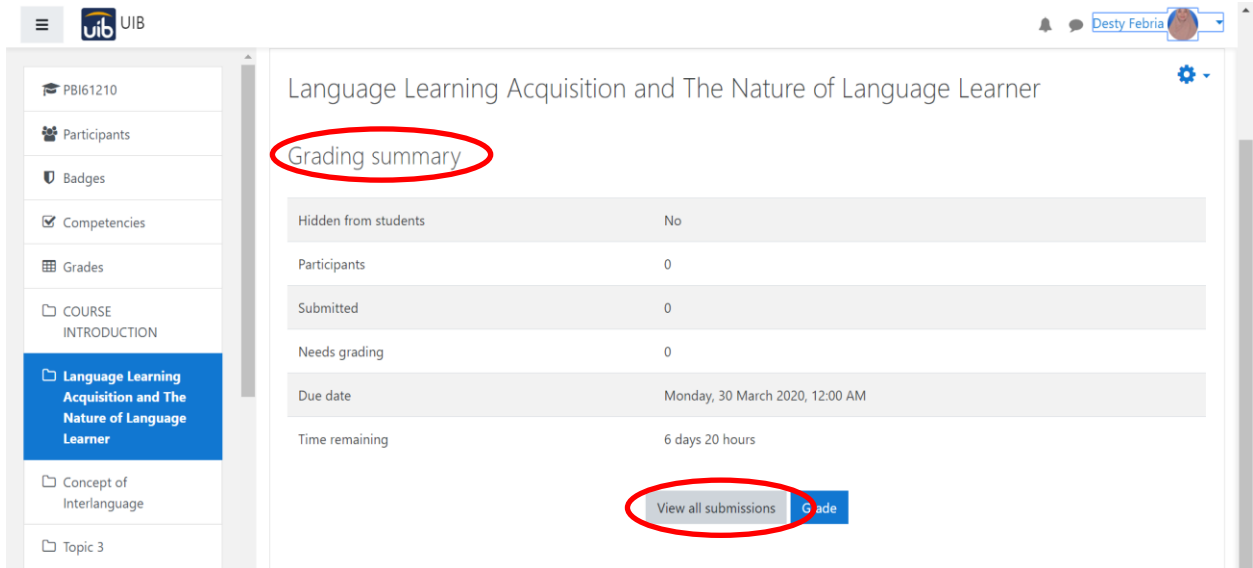 uib UIB
Desty Febria
PBI61210
Participants
Badges
Competencies
Grades
COURSE
INTRODUCTION
Language Learning
Acquisition and The
Nature of Language
Learner
Concept of
Interlanguage
Topic 3
Language Learning Acquisition and The Nature of Language Learner
Grading summary
Hidden from students No
Participants 0
Submitted 0
Needs grading 0
Due date Monday, 30 March 2020, 12:00 AM
Time remaining 6 days 20 hours
View all submissions Grade